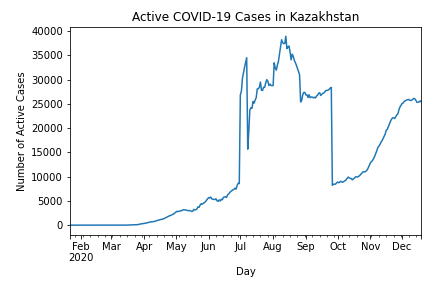 Active COVID-19 Cases in Kazakhstan
40000
35000
30000
25000
20000
15000
10000
5000
0
Number of Active Cases
Feb Mar Apr May Jun Jul Aug Sep Oct Nov Dec
2020
Day